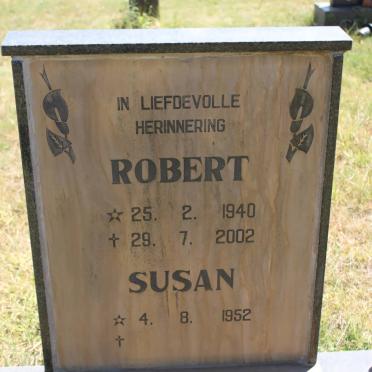 IN LIEFDEVOLLE
HERINNERING
ROBERT
☆ 25. 2. 1940
✝ 29. 7. 2002
SUSAN
☆ 4. 8. 1952
✝